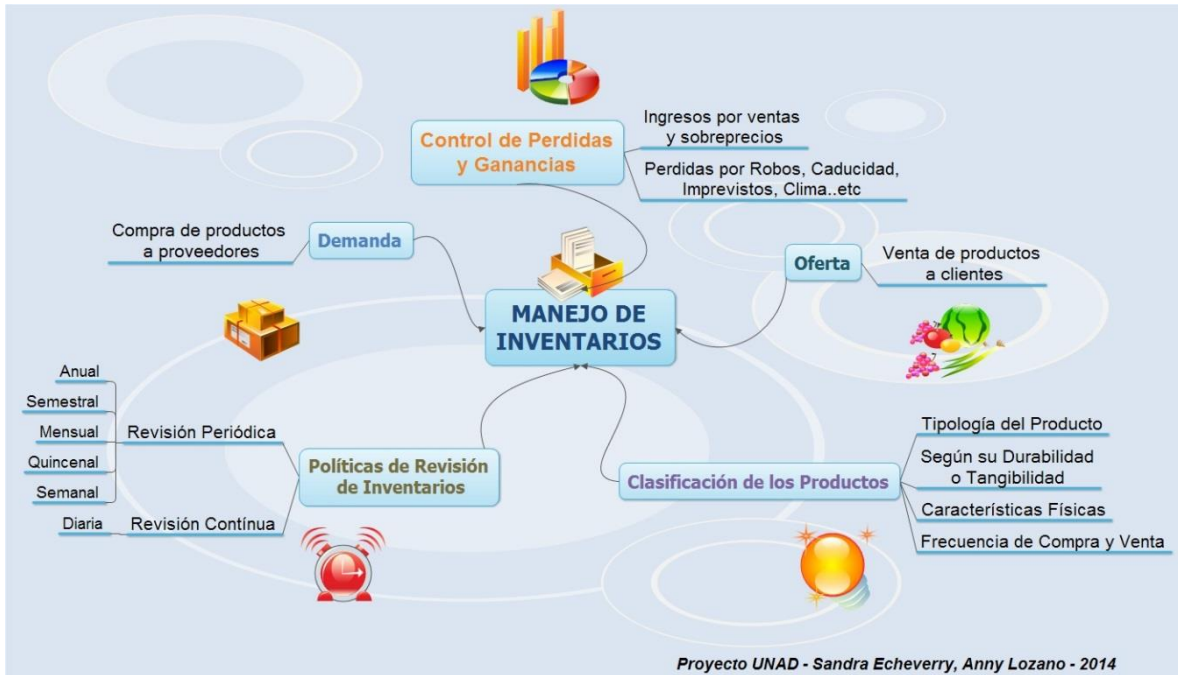 Control de Perdidas
y Ganancias
Ingresos por ventas
y sobreprecios
Perdidas por Robos, Caducidad,
Imprevistos, Clima..etc
Compra de productos
a proveedores
Demanda
Oferta
Venta de productos
a clientes
MANEJO DE
INVENTARIOS
Anual
Semestral
Mensual
Quincenal
Semanal
Revisión Periódica
Diaria
Revisión Contínua
Políticas de Revisión
de Inventarios
Clasificación de los Productos
Tipología del Producto
Según su Durabilidad
o Tangibilidad
Características Físicas
Frecuencia de Compra y Venta
Proyecto UNAD - Sandra Echeverry, Anny Lozano - 2014